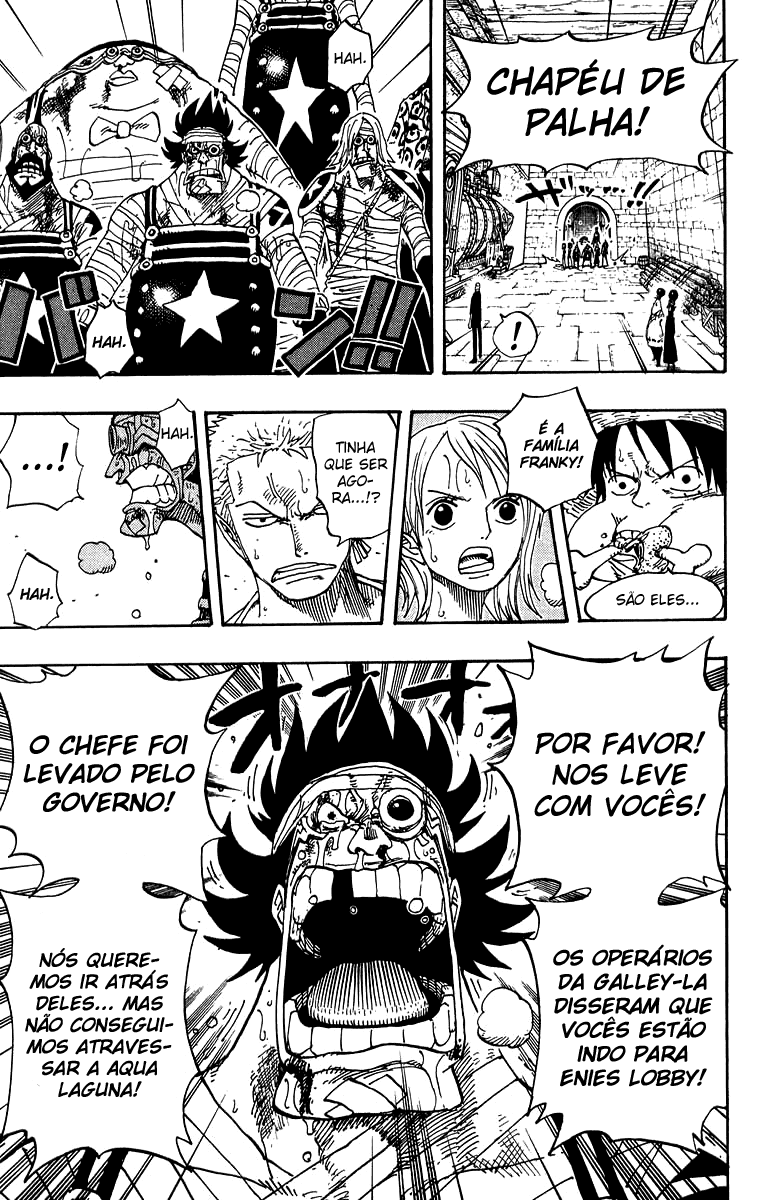 CHAPÉU DE
PALHA!
!
HAH.
HAH.
SÃO ELES...
É A
FAMÍLIA
FRANKY!
TINHA
QUE SER
AGO-
RA...!?
HAH.
...!
HAH.
POR FAVOR!
NOS LEVE
COM VOCÊS!
OS OPERÁRIOS
DA GALLEY-LA
DISSERAM QUE
VOCÊS ESTÃO
INDO PARA
ENIES LOBBY!
O CHEFE FOI
LEVADO PELO
GOVERNO!
NÓS QUERE-
MOS IR ATRÁS
DELES... MAS
NÃO CONSEGUI-
MOS ATRAVES-
SAR A AQUA
LAGUNA!